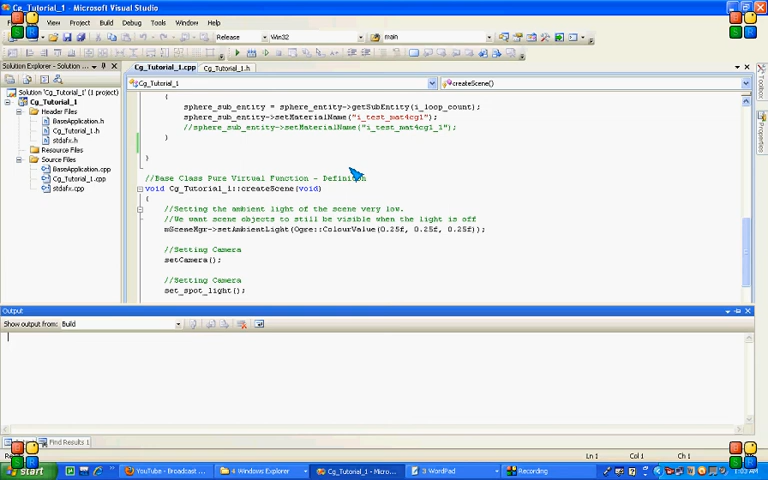 Cg_Tutorial_1 - Microsoft Visual Studio
View Project Build Debug Tools Window Help
Release Win32 main
Solution Explorer - Solution ... Cg_Tutorial_1.cpp Cg_Tutorial_1.h
Cg_Tutorial_1 createScene()
Solution 'Cg_Tutorial_1' (1 project)
Cg_Tutorial_1
Header Files
BaseApplication.h
Cg_Tutorial_1.h
stdafx.h
Resource Files
Source Files
BaseApplication.cpp
Cg_Tutorial_1.cpp
stdafx.cpp
{
sphere_sub_entity = sphere_entity->getSubEntity(i_loop_count);
sphere_sub_entity->setMaterialName("i_test_mat4cg1");
//sphere_sub_entity->setMaterialName("i_test_mat4cg1_1");
}
}
//Base Class Pure Virtual Function - Definition
void Cg_Tutorial_1::createScene(void)
{
//Setting the ambient light of the scene very low.
//We want scene objects to still be visible when the light is off
mSceneMgr->setAmbientLight(Ogre::ColourValue(0.25f, 0.25f, 0.25f));
//Setting Camera
setCamera();
//Setting Camera
set_spot_light();
Toolbox
Properties
Output
Show output from: Build
Find Results 1
Ln 1 Col 1 Ch 1
start YouTube - Broadcast ... 4 Windows Explorer Cg_Tutorial_1 - Micro... 3 WordPad Recording 1:03 AM